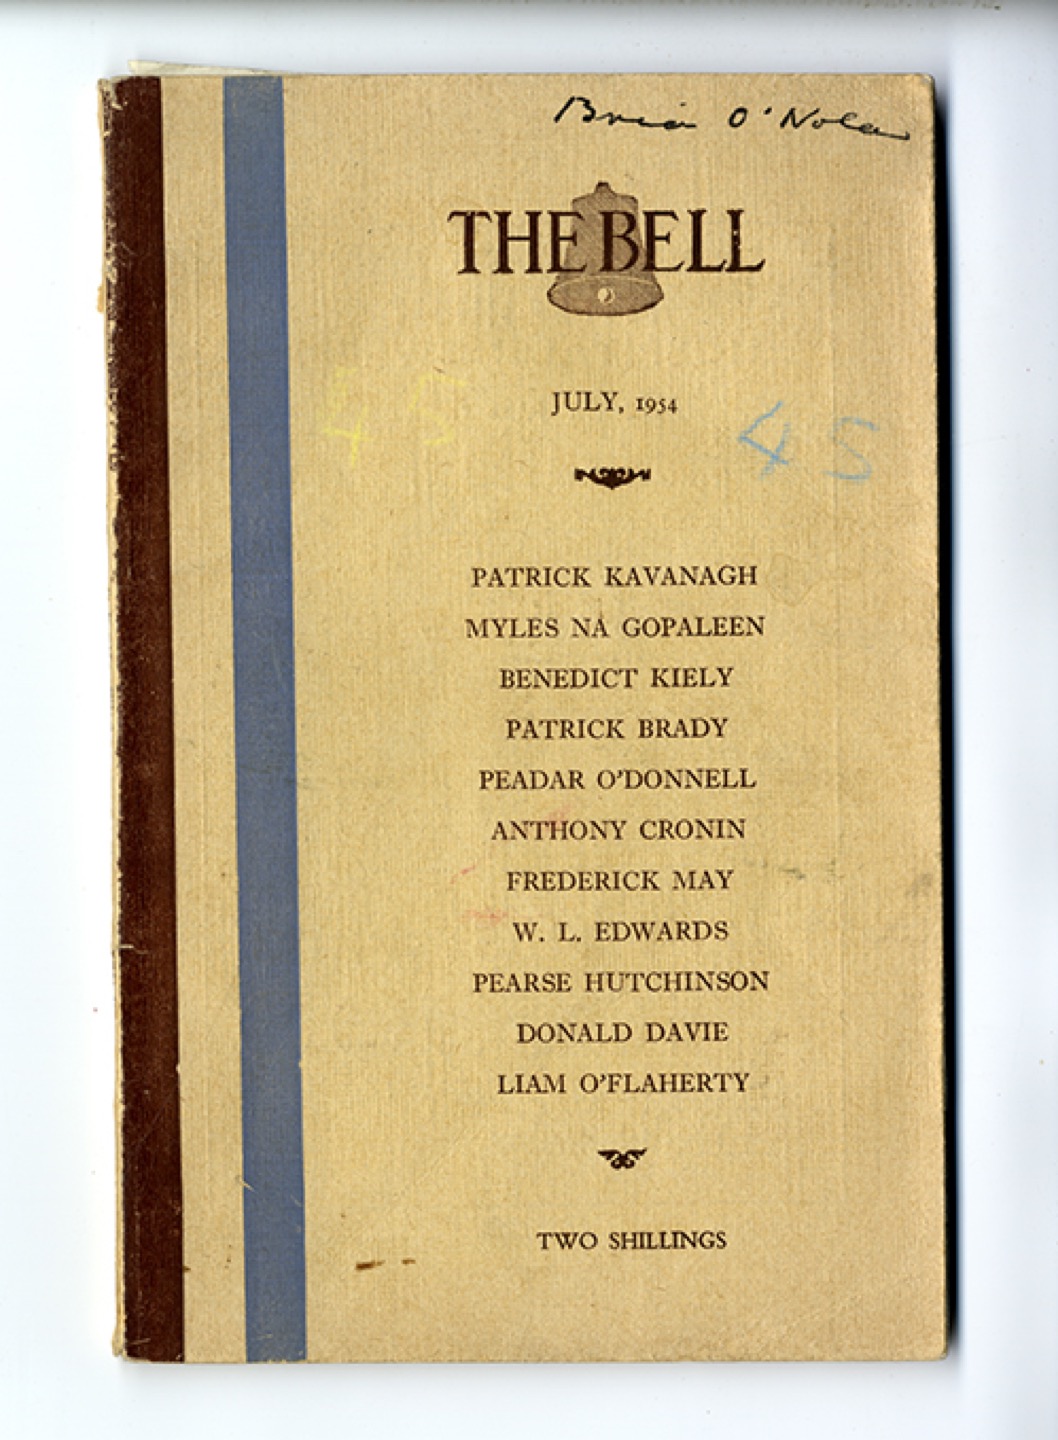 Brian O'Nolan
THE BELL
JULY, 1954
45
45
PATRICK KAVANAGH
MYLES NA GOPALEEN
BENEDICT KIELY
PATRICK BRADY
PEADAR O'DONNELL
ANTHONY CRONIN
FREDERICK MAY
W. L. EDWARDS
PEARSE HUTCHINSON
DONALD DAVIE
LIAM O'FLAHERTY
TWO SHILLINGS